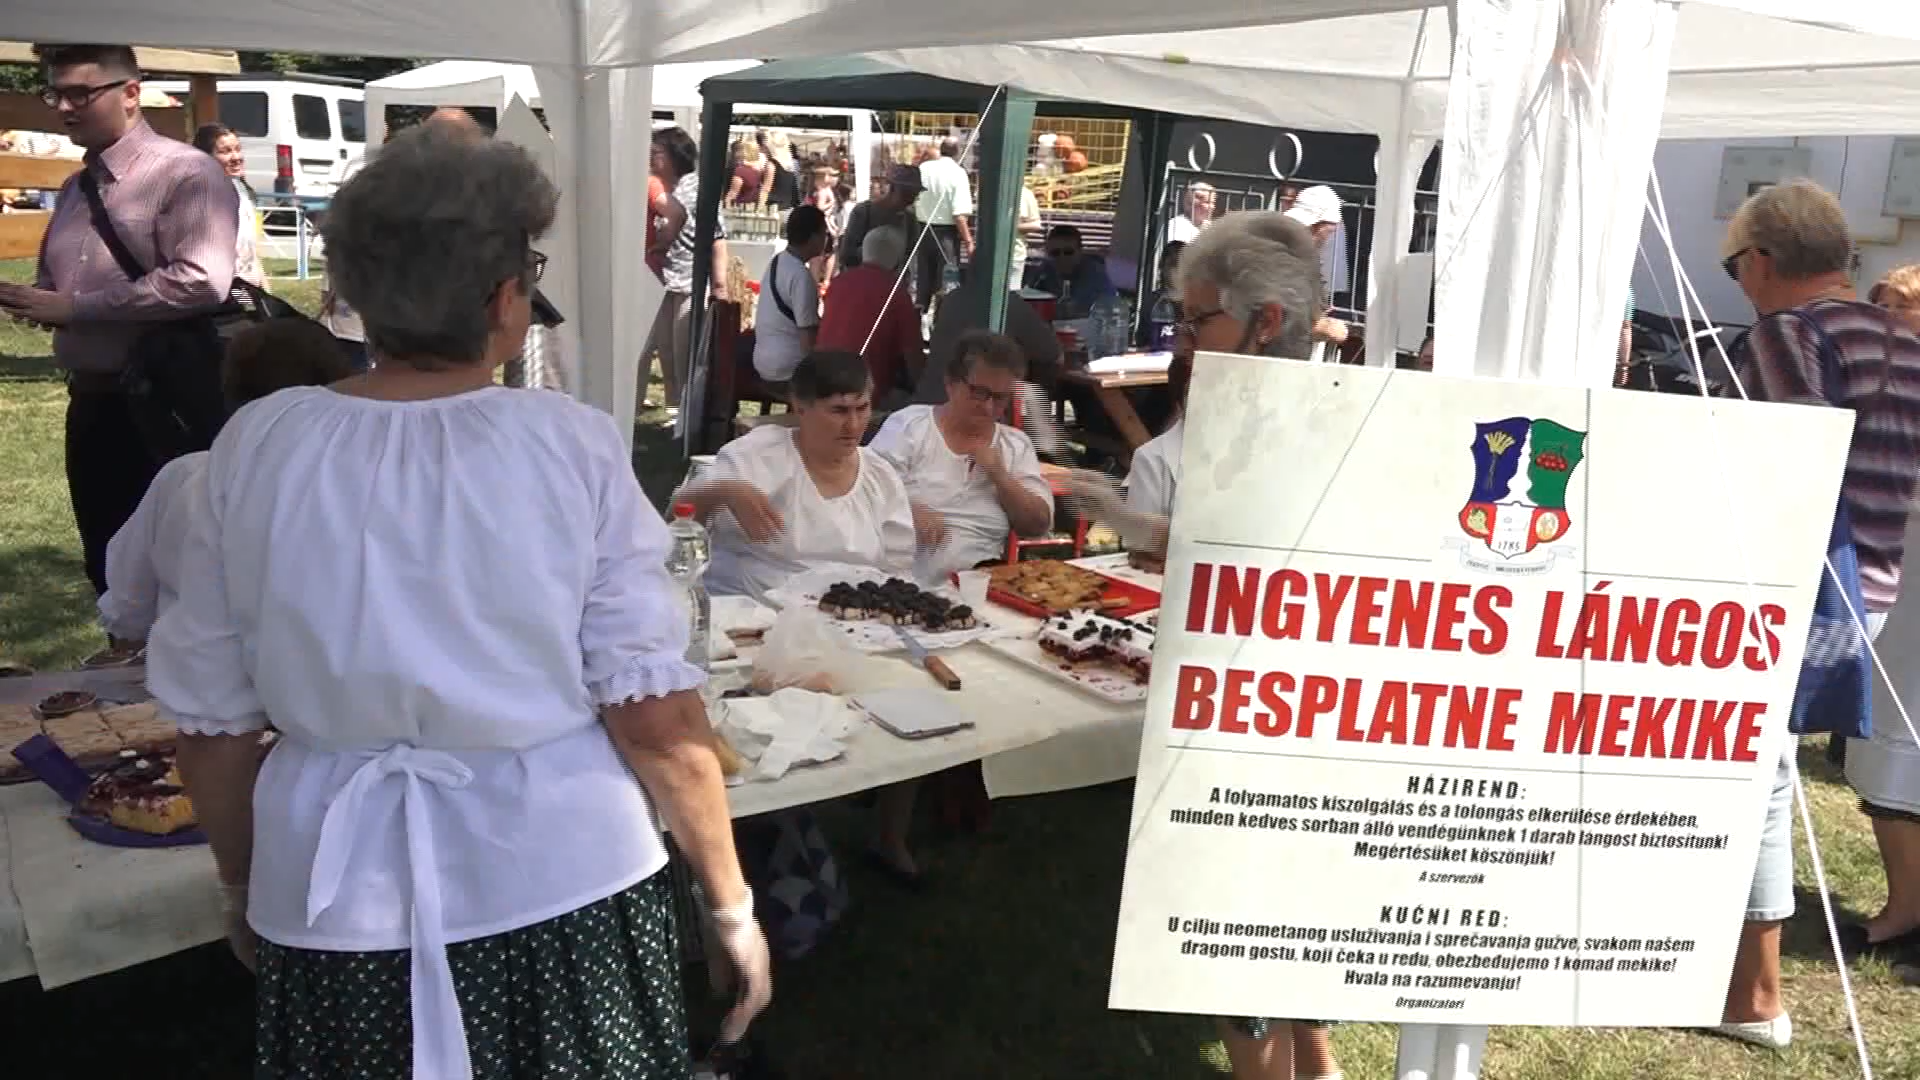 1785
INGYENES LÁNGOS
BESPLATNE MEKIKE
HÁZIREND:
A folyamatos kiszolgálás és a tolongás elkerülése érdekében,
minden kedves sorban álló vendégünknek 1 darab lángost biztosítunk!
Megértésüket köszönjük!
A szervezők
KUĆNI RED:
U cilju neometanog usluživanja i sprečavanja gužve, svakom našem
dragom gostu, koji čeka u redu, obezbeđujemo 1 komad mekike!
Hvala na razumevanju!
Organizatori